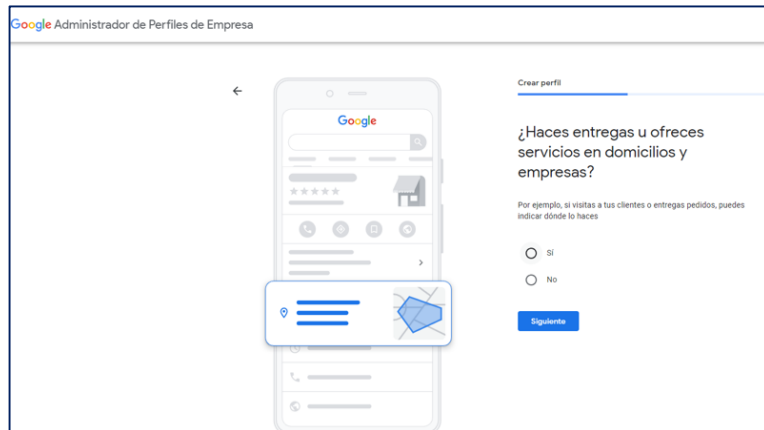 Google Administrador de Perfiles de Empresa
Crear perfil
Google
¿Haces entregas u ofreces
servicios en domicilios y
empresas?
Por ejemplo, si visitas a tus clientes o entregas pedidos, puedes
indicar dónde lo haces
Sí
No
Siguiente